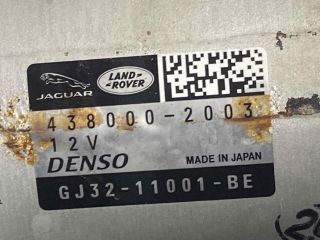 JAGUAR
LAND ROVER
438000-2003
12V
DENSO
MADE IN JAPAN
GJ32-11001-BE